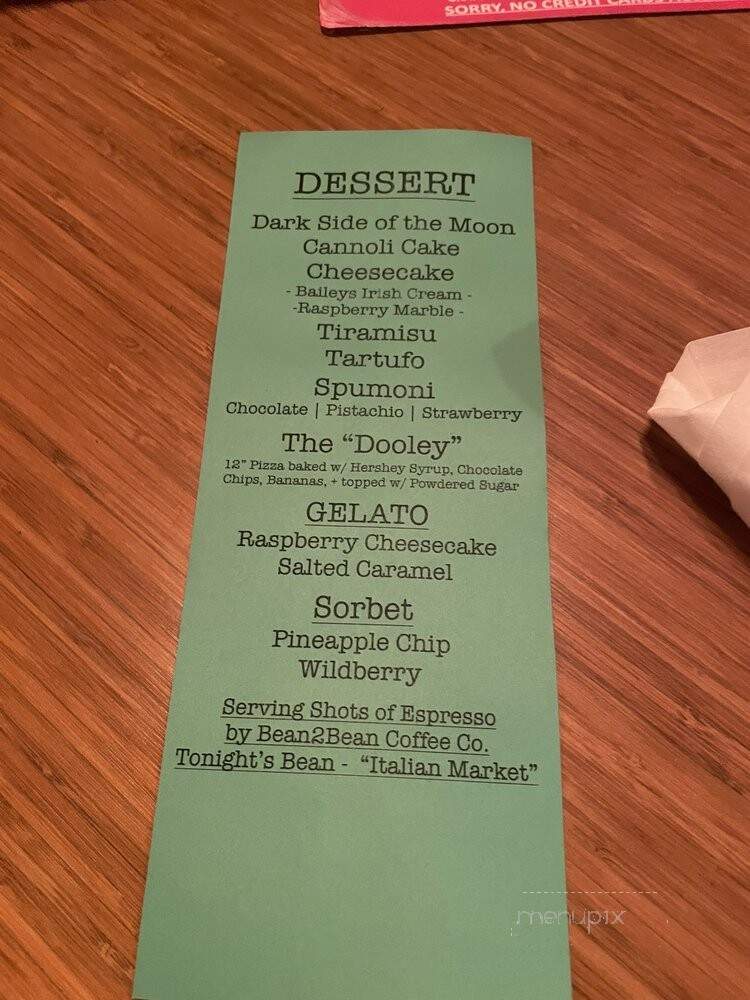 SORRY, NO CREDIT CARDS
DESSERT
Dark Side of the Moon
Cannoli Cake
Cheesecake
- Baileys Irish Cream -
-Raspberry Marble -
Tiramisu
Tartufo
Spumoni
Chocolate | Pistachio | Strawberry
The “Dooley”
12” Pizza baked w/ Hershey Syrup, Chocolate
Chips, Bananas, + topped w/ Powdered Sugar
GELATO
Raspberry Cheesecake
Salted Caramel
Sorbet
Pineapple Chip
Wildberry
Serving Shots of Espresso
by Bean2Bean Coffee Co.
Tonight’s Bean - “Italian Market”
menupix